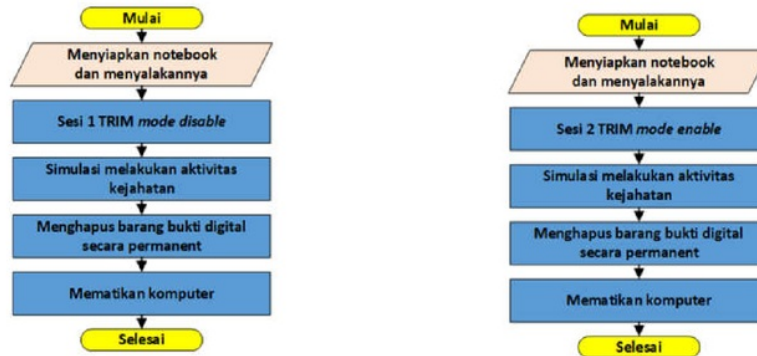 Mulai
Menyiapkan notebook
dan menyalakannya
Sesi 1 TRIM mode disable
Simulasi melakukan aktivitas
kejahatan
Menghapus barang bukti digital
secara permanent
Mematikan komputer
Selesai
Mulai
Menyiapkan notebook
dan menyalakannya
Sesi 2 TRIM mode enable
Simulasi melakukan aktivitas
kejahatan
Menghapus barang bukti digital
secara permanent
Mematikan komputer
Selesai